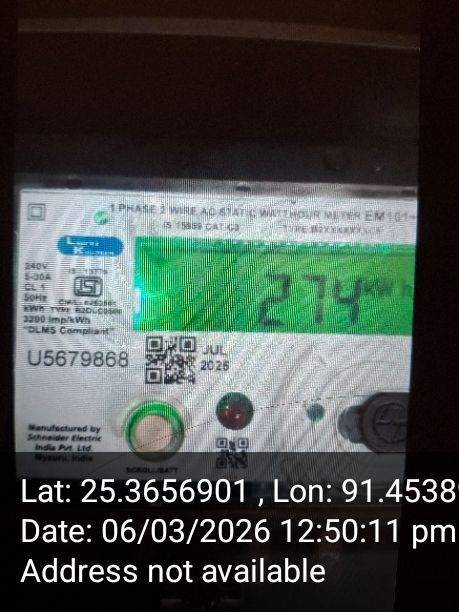 1 PHASE 2 WIRE AC STATIC WATTHOUR METER EM101+
IS 15959 CAT C3
240V
5-30A
CL 1
50Hz
3200 Imp/kWh
"DLMS Compliant"
274 kWh
U5679868
JUL
2025
Manufactured by
Schneider Electric
India Pvt. Ltd.
Mysuru, India
SCROLL/BATT
Lat: 25.3656901 , Lon: 91.4538
Date: 06/03/2026 12:50:11 pm
Address not available